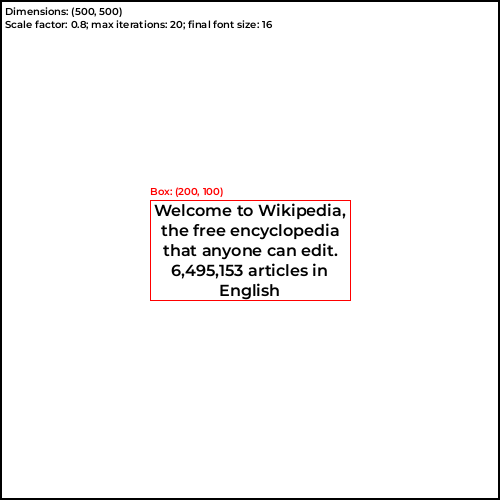 Dimensions: (500, 500)
Scale factor: 0.8; max iterations: 20; final font size: 16
Box: (200, 100)
Welcome to Wikipedia,
the free encyclopedia
that anyone can edit.
6,495,153 articles in
English